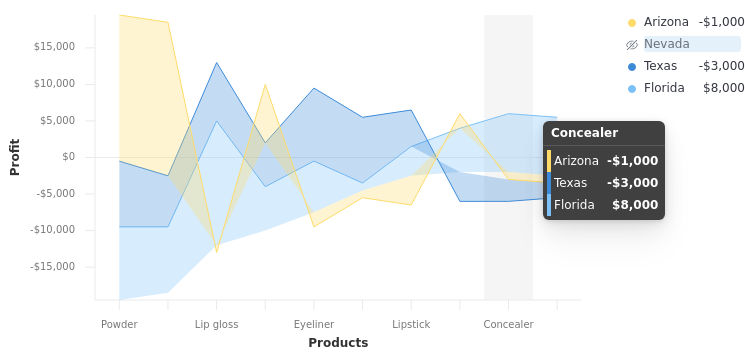 Arizona -$1,000
Nevada
Texas -$3,000
Florida $8,000
$15,000
$10,000
$5,000
$0
-$5,000
-$10,000
-$15,000
Profit
Concealer
Arizona -$1,000
Texas -$3,000
Florida $8,000
Powder Lip gloss Eyeliner Lipstick Concealer
Products